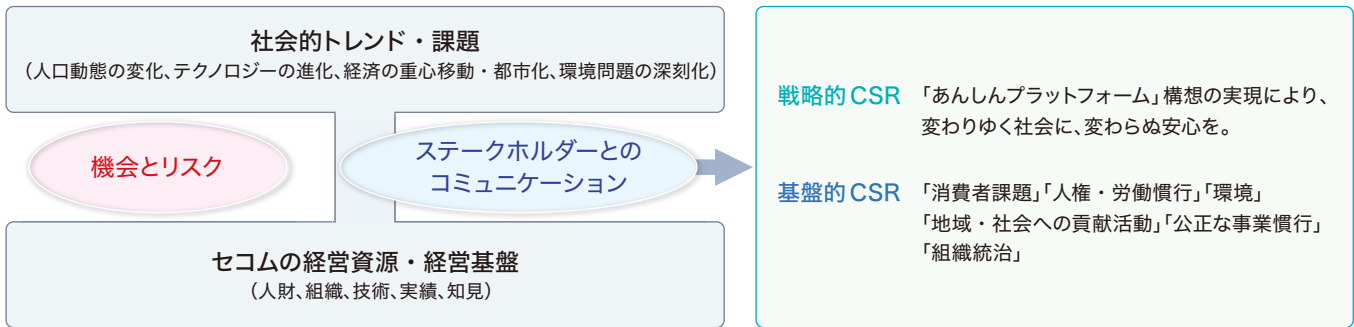 社会的トレンド・課題
（人口動態の変化、テクノロジーの進化、経済の重心移動・都市化、環境問題の深刻化）
機会とリスク
ステークホルダーとの
コミュニケーション
セコムの経営資源・経営基盤
（人財、組織、技術、実績、知見）
戦略的CSR 「あんしんプラットフォーム」構想の実現により、
変わりゆく社会に、変わらぬ安心を。
基盤的CSR 「消費者課題」「人権・労働慣行」「環境」
「地域・社会への貢献活動」「公正な事業慣行」
「組織統治」